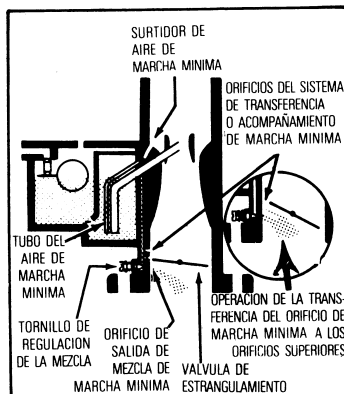 SURTIDOR DE
AIRE DE
MARCHA MINIMA
ORIFICIOS DEL SISTEMA
DE TRANSFERENCIA
O ACOMPAÑAMIENTO
DE MARCHA MINIMA
TUBO DEL
AIRE DE
MARCHA
MINIMA
TORNILLO DE
REGULACION
DE LA MEZCLA
ORIFICIO DE
SALIDA DE
MEZCLA DE
MARCHA MINIMA
VALVULA DE
ESTRANGULAMIENTO
OPERACION DE LA TRANS-
FERENCIA DEL ORIFICIO DE
MARCHA MINIMA A LOS
ORIFICIOS SUPERIORES